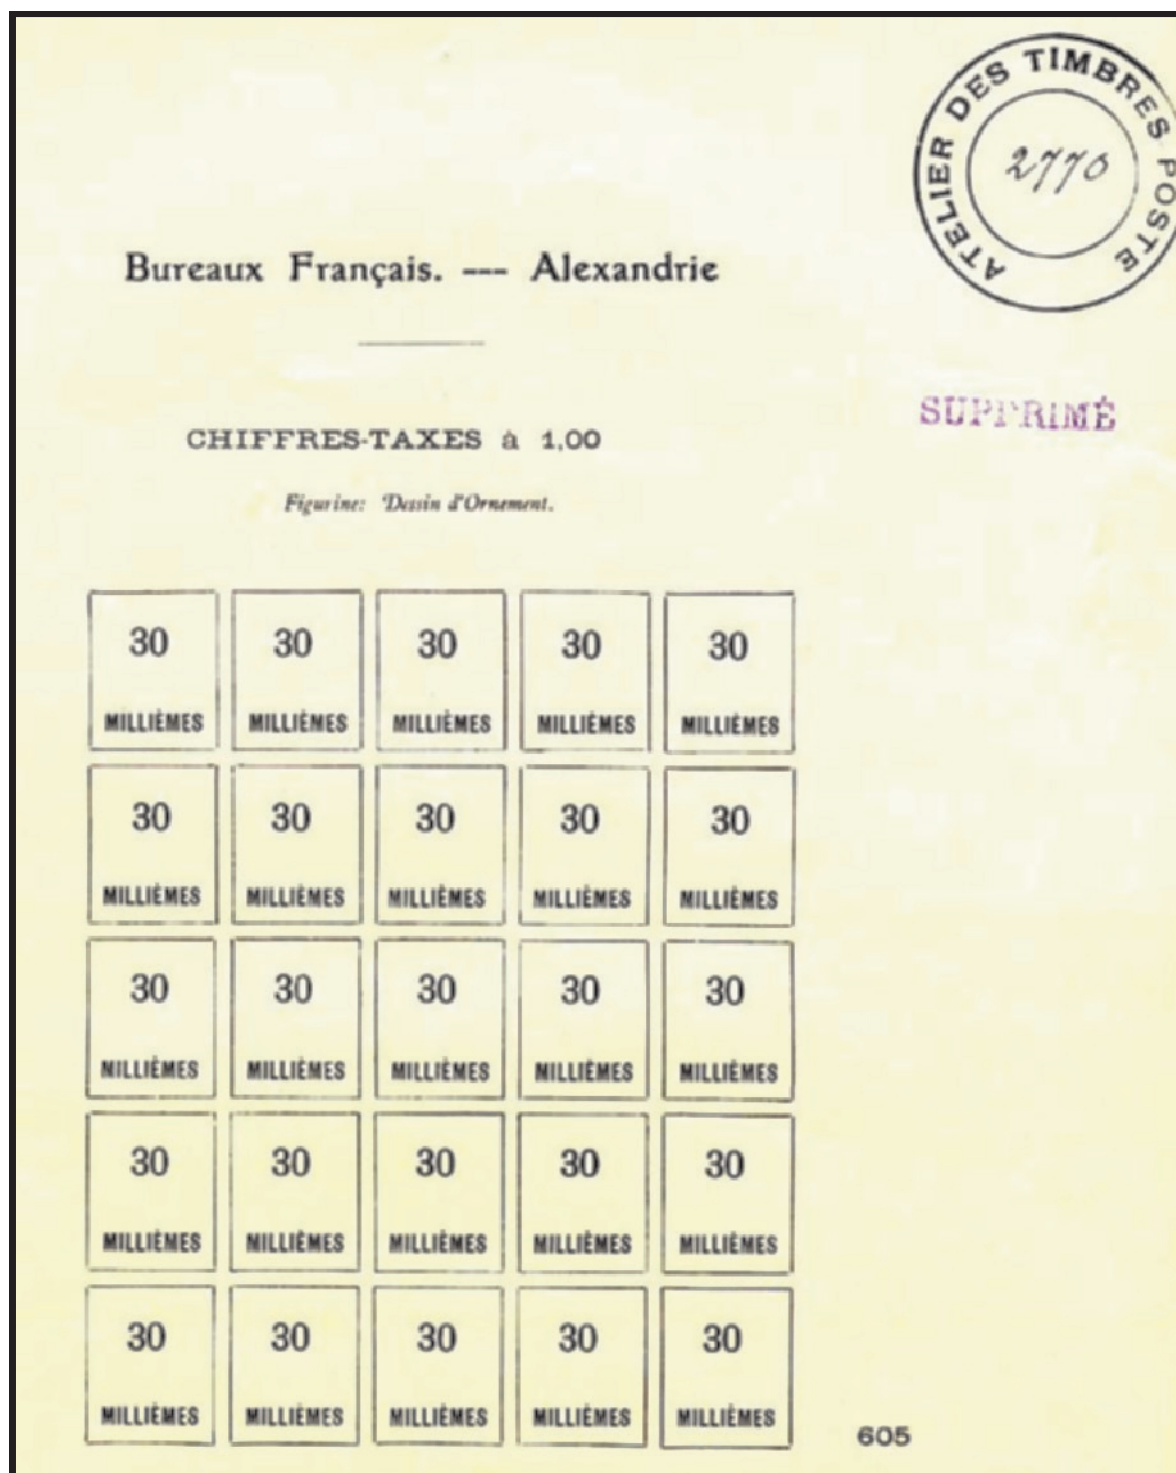 ATELIER DES TIMBRES POSTE
2770
Bureaux Français. --- Alexandrie
SUPPRIMÉ
CHIFFRES-TAXES à 1,00
Figurine: Dessin d'Ornement.
30 30 30 30 30
MILLIÈMES MILLIÈMES MILLIÈMES MILLIÈMES MILLIÈMES
30 30 30 30 30
MILLIÈMES MILLIÈMES MILLIÈMES MILLIÈMES MILLIÈMES
30 30 30 30 30
MILLIÈMES MILLIÈMES MILLIÈMES MILLIÈMES MILLIÈMES
30 30 30 30 30
MILLIÈMES MILLIÈMES MILLIÈMES MILLIÈMES MILLIÈMES
30 30 30 30 30
MILLIÈMES MILLIÈMES MILLIÈMES MILLIÈMES MILLIÈMES
605